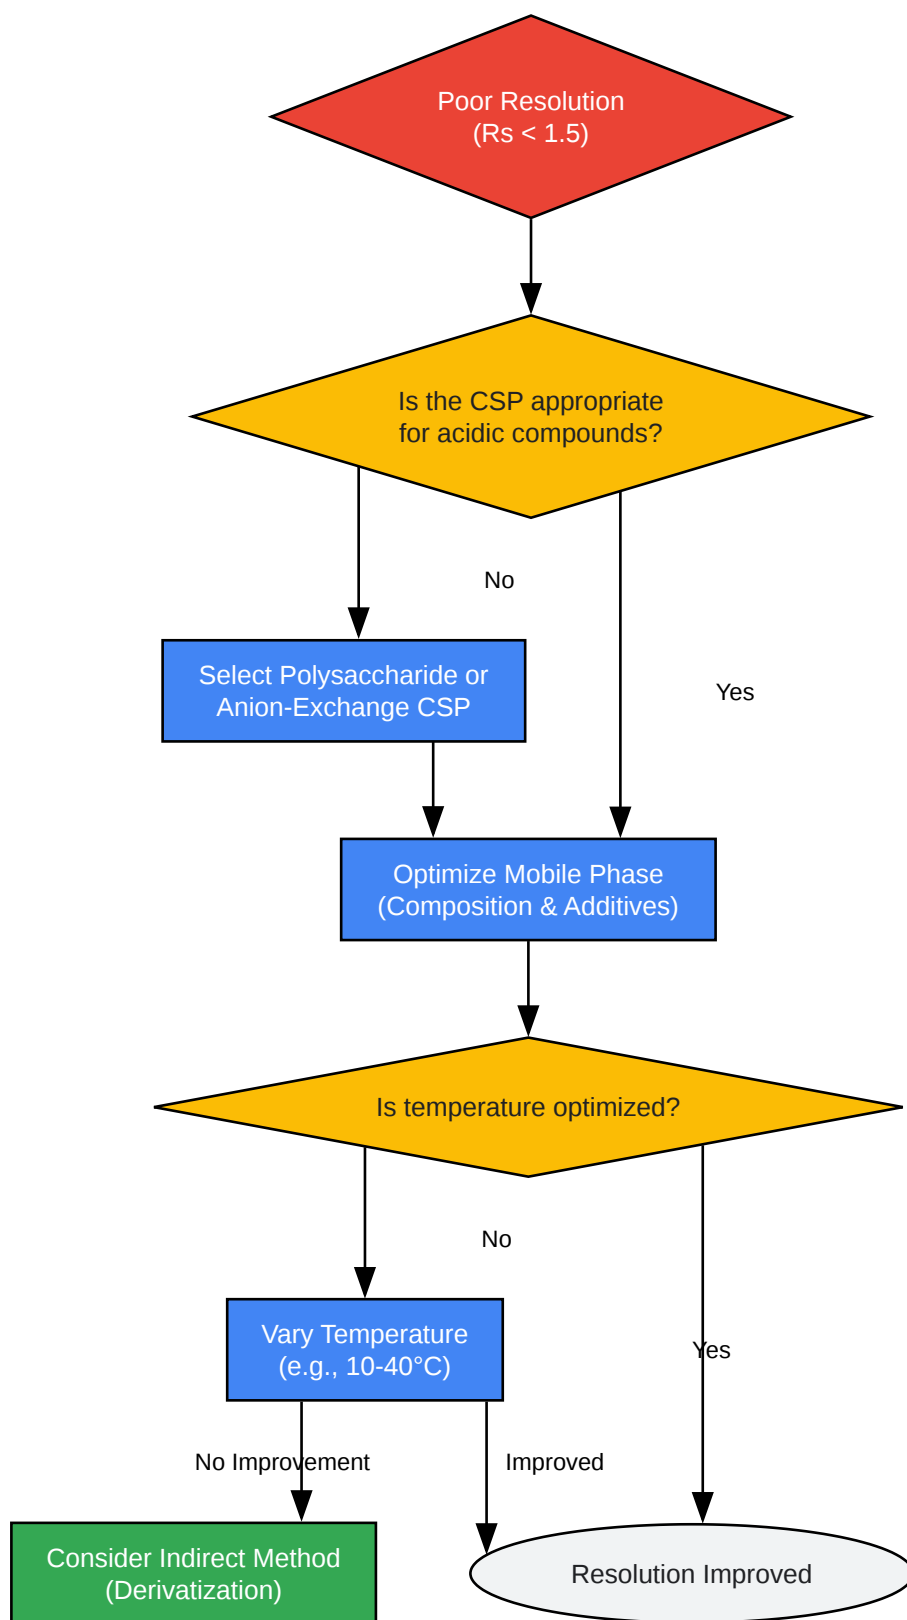 Poor Resolution
(Rs < 1.5)
Is the CSP appropriate
for acidic compounds?
No
Select Polysaccharide or
Anion-Exchange CSP
Yes
Optimize Mobile Phase
(Composition & Additives)
Is temperature optimized?
No
Vary Temperature
(e.g., 10-40°C)
Yes
No Improvement
Improved
Consider Indirect Method
(Derivatization)
Resolution Improved